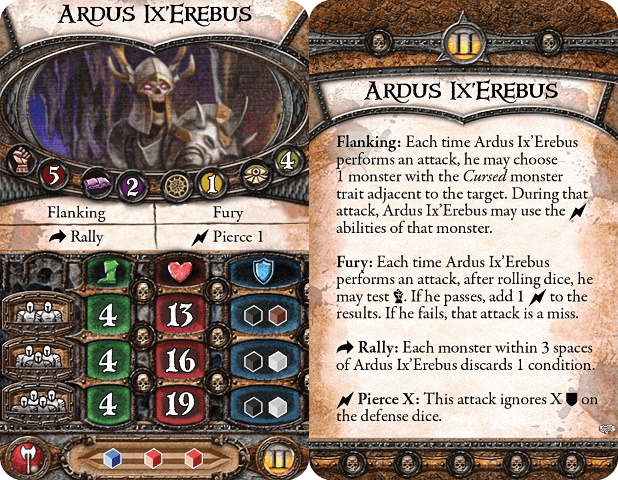 Ardus Ix'Erebus
5
2
1
4
Flanking Fury
Rally Pierce 1
4 13
4 16
4 19
II
II
Ardus Ix'Erebus
Flanking: Each time Ardus Ix'Erebus
performs an attack, he may choose
1 monster with the Cursed monster
trait adjacent to the target. During that
attack, Ardus Ix'Erebus may use the
abilities of that monster.
Fury: Each time Ardus Ix'Erebus
performs an attack, after rolling dice, he
may test . If he passes, add 1 to the
results. If he fails, that attack is a miss.
Rally: Each monster within 3 spaces
of Ardus Ix'Erebus discards 1 condition.
Pierce X: This attack ignores X on
the defense dice.